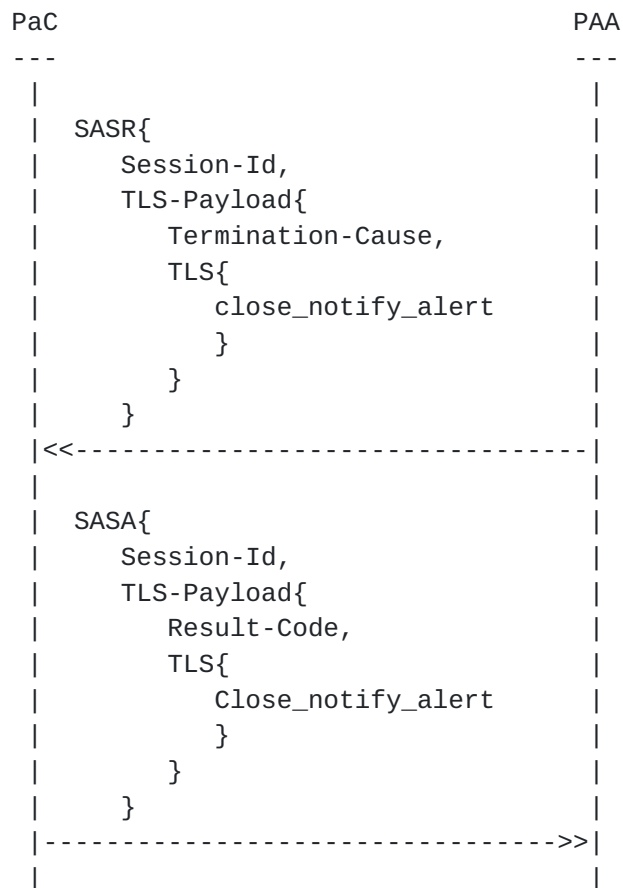 PaC                                 PAA
---                                 ---
 |                                   |
 |  SASR{                            |
 |     Session-Id,                   |
 |     TLS-Payload{                  |
 |        Termination-Cause,         |
 |        TLS{                       |
 |           close_notify_alert      |
 |           }                       |
 |        }                          |
 |     }                             |
 |<<---------------------------------|
 |                                   |
 |  SASA{                            |
 |     Session-Id,                   |
 |     TLS-Payload{                  |
 |        Result-Code,               |
 |        TLS{                       |
 |           Close_notify_alert      |
 |           }                       |
 |        }                          |
 |     }                             |
 |--------------------------------->>|
 |                                   |